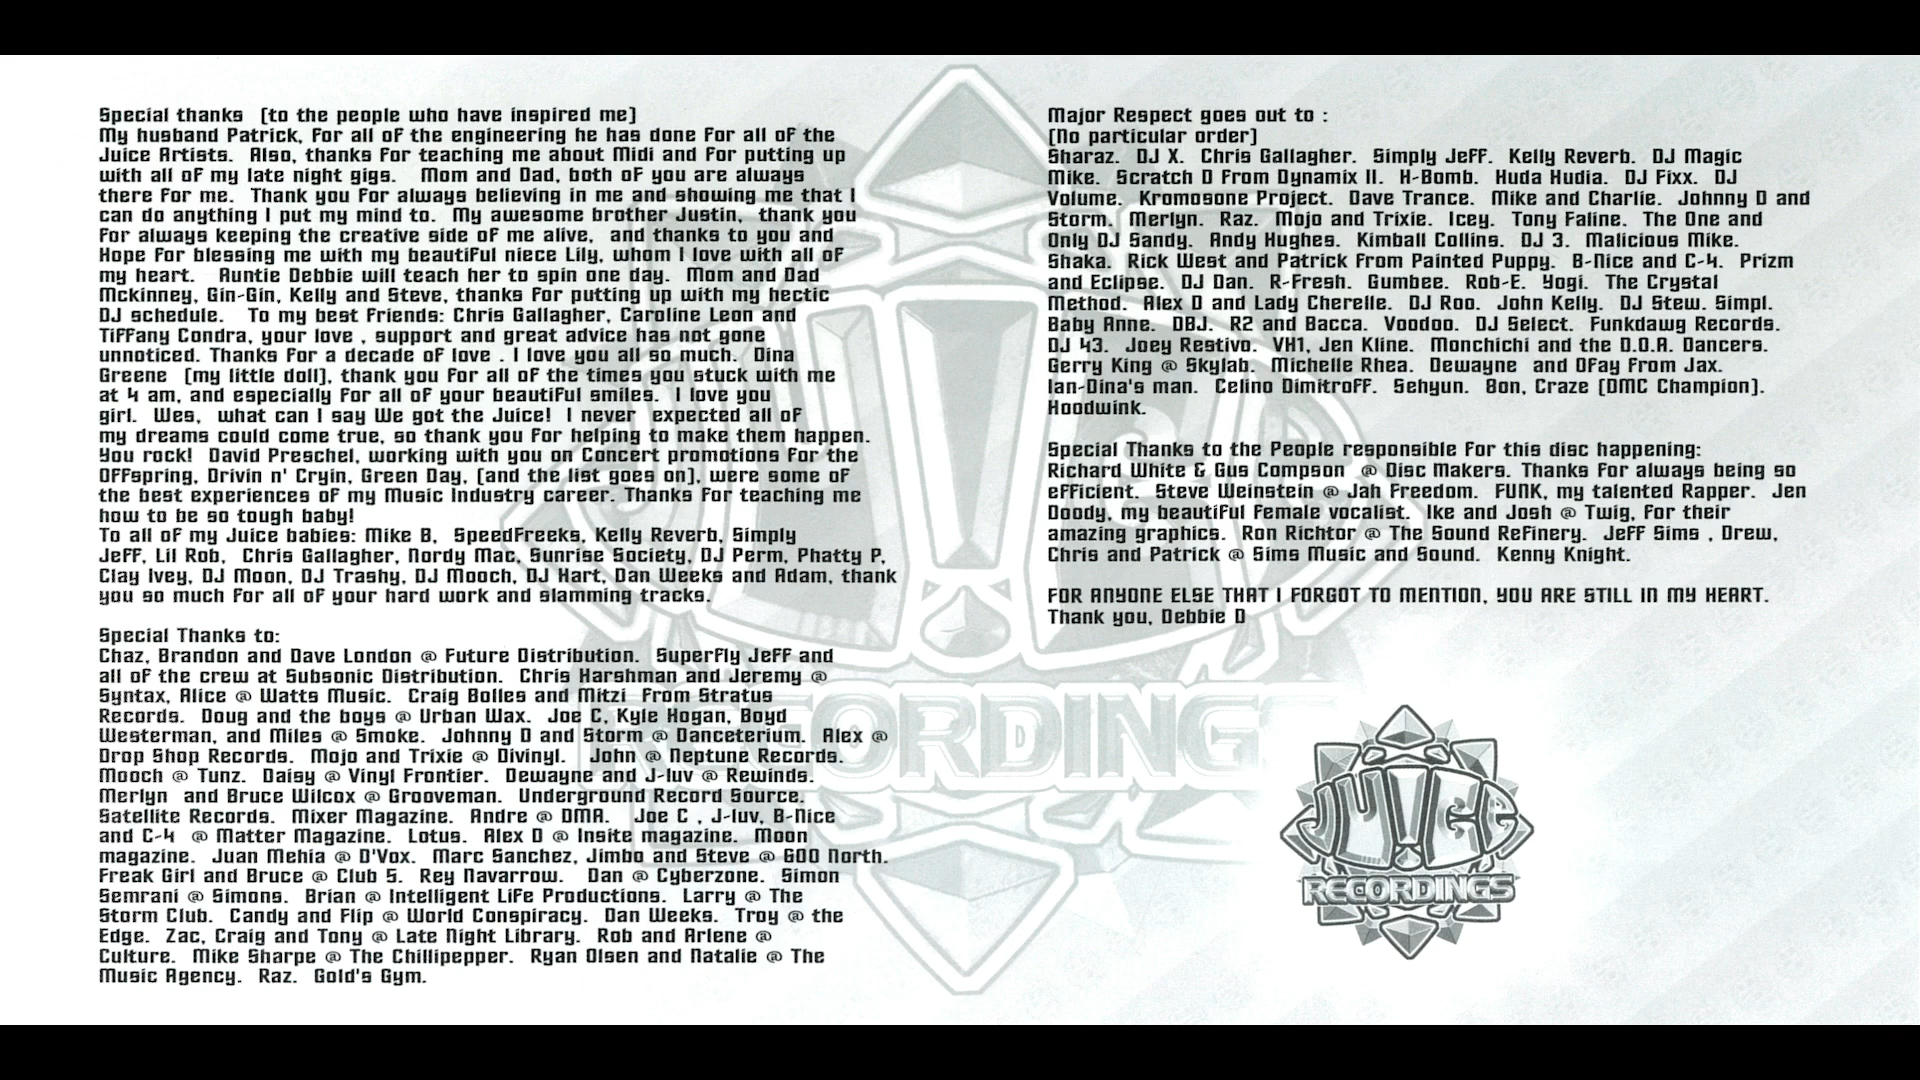 Special thanks (to the people who have inspired me)
My husband Patrick, for all of the engineering he has done for all of the
Juice Artists. Also, thanks for teaching me about Midi and for putting up
with all of my late night gigs. Mom and Dad, both of you are always
there for me. Thank you for always believing in me and showing me that I
can do anything I put my mind to. My awesome brother Justin, thank you
for always keeping the creative side of me alive, and thanks to you and
Hope for blessing me with my beautiful niece Lily, whom I love with all of
my heart. Auntie Debbie will teach her to spin one day. Mom and Dad
Mckinney, Gin-Gin, Kelly and Steve, thanks for putting up with my hectic
DJ schedule. To my best friends: Chris Gallagher, Caroline Leon and
Tiffany Condra, your love , support and great advice has not gone
unnoticed. Thanks for a decade of love . I love you all so much. Dina
Greene (my little doll), thank you for all of the times you stuck with me
at 4 am, and especially for all of your beautiful smiles. I love you
girl. Wes, what can I say We got the Juice! I never expected all of
my dreams could come true, so thank you for helping to make them happen.
You rock! David Preschel, working with you on Concert promotions for the
Offspring, Drivin n' Cryin, Green Day, (and the list goes on), were some of
the best experiences of my Music Industry career. Thanks for teaching me
how to be so tough baby!
To all of my Juice babies: Mike B, SpeedFreeks, Kelly Reverb, Simply
Jeff, Lil Rob, Chris Gallagher, Nordy Mac, Sunrise Society, DJ Perm, Phatty P,
Clay Ivey, DJ Moon, DJ Trashy, DJ Mooch, DJ Hart, Dan Weeks and Adam, thank
you so much for all of your hard work and slamming tracks.
Special Thanks to:
Chaz, Brandon and Dave London @ Future Distribution. Superfly Jeff and
all of the crew at Subsonic Distribution. Chris Harshman and Jeremy @
Syntax, Alice @ Watts Music. Craig Bolles and Mitzi From Stratus
Records. Doug and the boys @ Urban Wax. Joe C, Kyle Hogan, Boyd
Westerman, and Miles @ Smoke. Johnny D and Storm @ Danceterium. Alex @
Drop Shop Records. Mojo and Trixie @ Divinyl. John @ Neptune Records.
Mooch @ Tunz. Daisy @ Vinyl Frontier. Dewayne and J-luv @ Rewinds.
Merlyn and Bruce Wilcox @ Grooveman. Underground Record Source.
Satellite Records. Mixer Magazine. Andre @ DMA. Joe C , J-luv, B-Nice
and C-4 @ Matter Magazine. Lotus. Alex D @ Insite magazine. Moon
magazine. Juan Mehia @ D'Vox. Marc Sanchez, Jimbo and Steve @ 600 North.
Freak Girl and Bruce @ Club 5. Rey Navarrow. Dan @ Cyberzone. Simon
Semrani @ Simons. Brian @ Intelligent Life Productions. Larry @ The
Storm Club. Candy and Flip @ World Conspiracy. Dan Weeks. Troy @ the
Edge. Zac, Craig and Tony @ Late Night Library. Rob and Arlene @
Culture. Mike Sharpe @ The Chillipepper. Ryan Olsen and Natalie @ The
Music Agency. Raz. Gold's Gym.
Major Respect goes out to :
(No particular order)
Sharaz. DJ X. Chris Gallagher. Simply Jeff. Kelly Reverb. DJ Magic
Mike. Scratch D From Dynamix II. H-Bomb. Huda Hudia. DJ Fixx. DJ
Volume. Kromosone Project. Dave Trance. Mike and Charlie. Johnny D and
Storm. Merlyn. Raz. Mojo and Trixie. Icey. Tony Faline. The One and
Only DJ Sandy. Andy Hughes. Kimball Collins. DJ 3. Malicious Mike.
Shaka. Rick West and Patrick From Painted Puppy. B-Nice and C-4. Prizm
and Eclipse. DJ Dan. R-Fresh. Gumbee. Rob-E. Yogi. The Crystal
Method. Alex D and Lady Cherelle. DJ Roo. John Kelly. DJ Stew. Simpl.
Baby Anne. DBJ. R2 and Bacca. Voodoo. DJ Select. Funkdawg Records.
DJ 43. Joey Restivo. VH1, Jen Kline. Monchichi and the D.O.A. Dancers.
Gerry King @ Skylab. Michelle Rhea. Dewayne and DFay From Jax.
Ian-Dina's man. Celino Dimitroff. Sehyun. 8on, Craze (DMC Champion).
Hoodwink.
Special Thanks to the People responsible for this disc happening:
Richard White & Gus Compson @ Disc Makers. Thanks for always being so
efficient. Steve Weinstein @ Jah Freedom. FUNK, my talented Rapper. Jen
Doody, my beautiful female vocalist. Ike and Josh @ Twig, for their
amazing graphics. Ron Richtor @ The Sound Refinery. Jeff Sims , Drew,
Chris and Patrick @ Sims Music and Sound. Kenny Knight.
FOR ANYONE ELSE THAT I FORGOT TO MENTION, YOU ARE STILL IN MY HEART.
Thank you, Debbie D
JUICE
RECORDINGS
JUICE
RECORDINGS